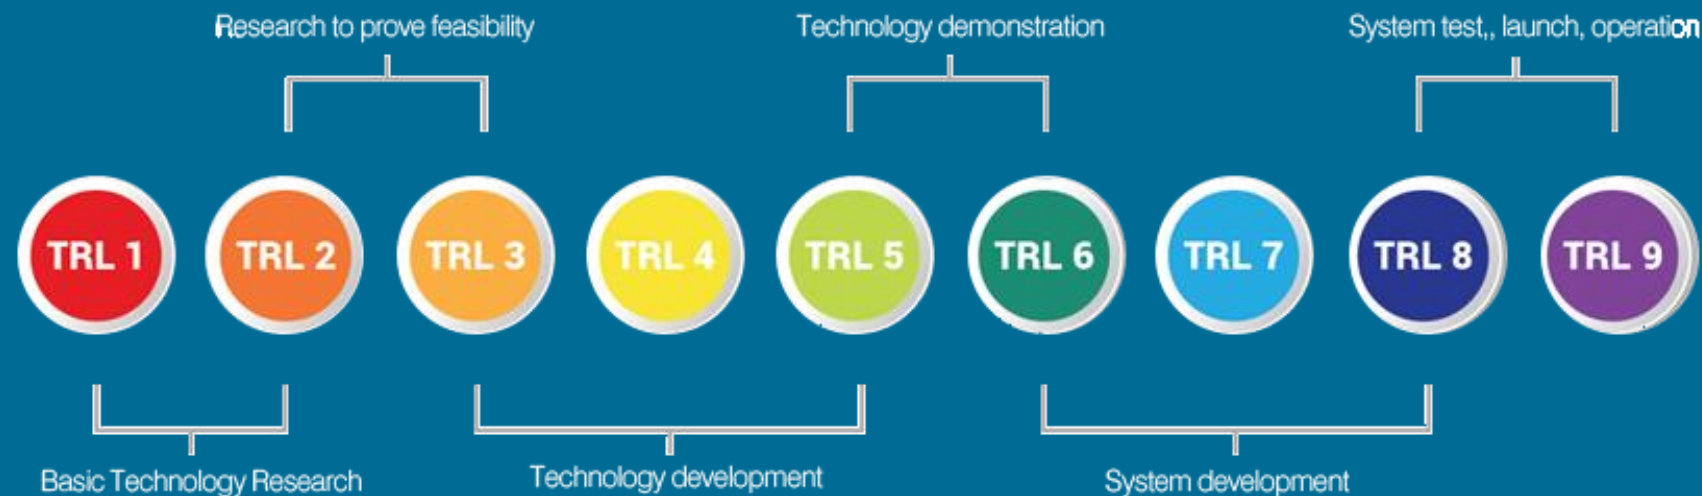 Research to prove feasibility
Technology demonstration
System test,, launch, operation
TRL 1
TRL 2
TRL 3
TRL 4
TRL 5
TRL 6
TRL 7
TRL 8
TRL 9
Basic Technology Research
Technology development
System development